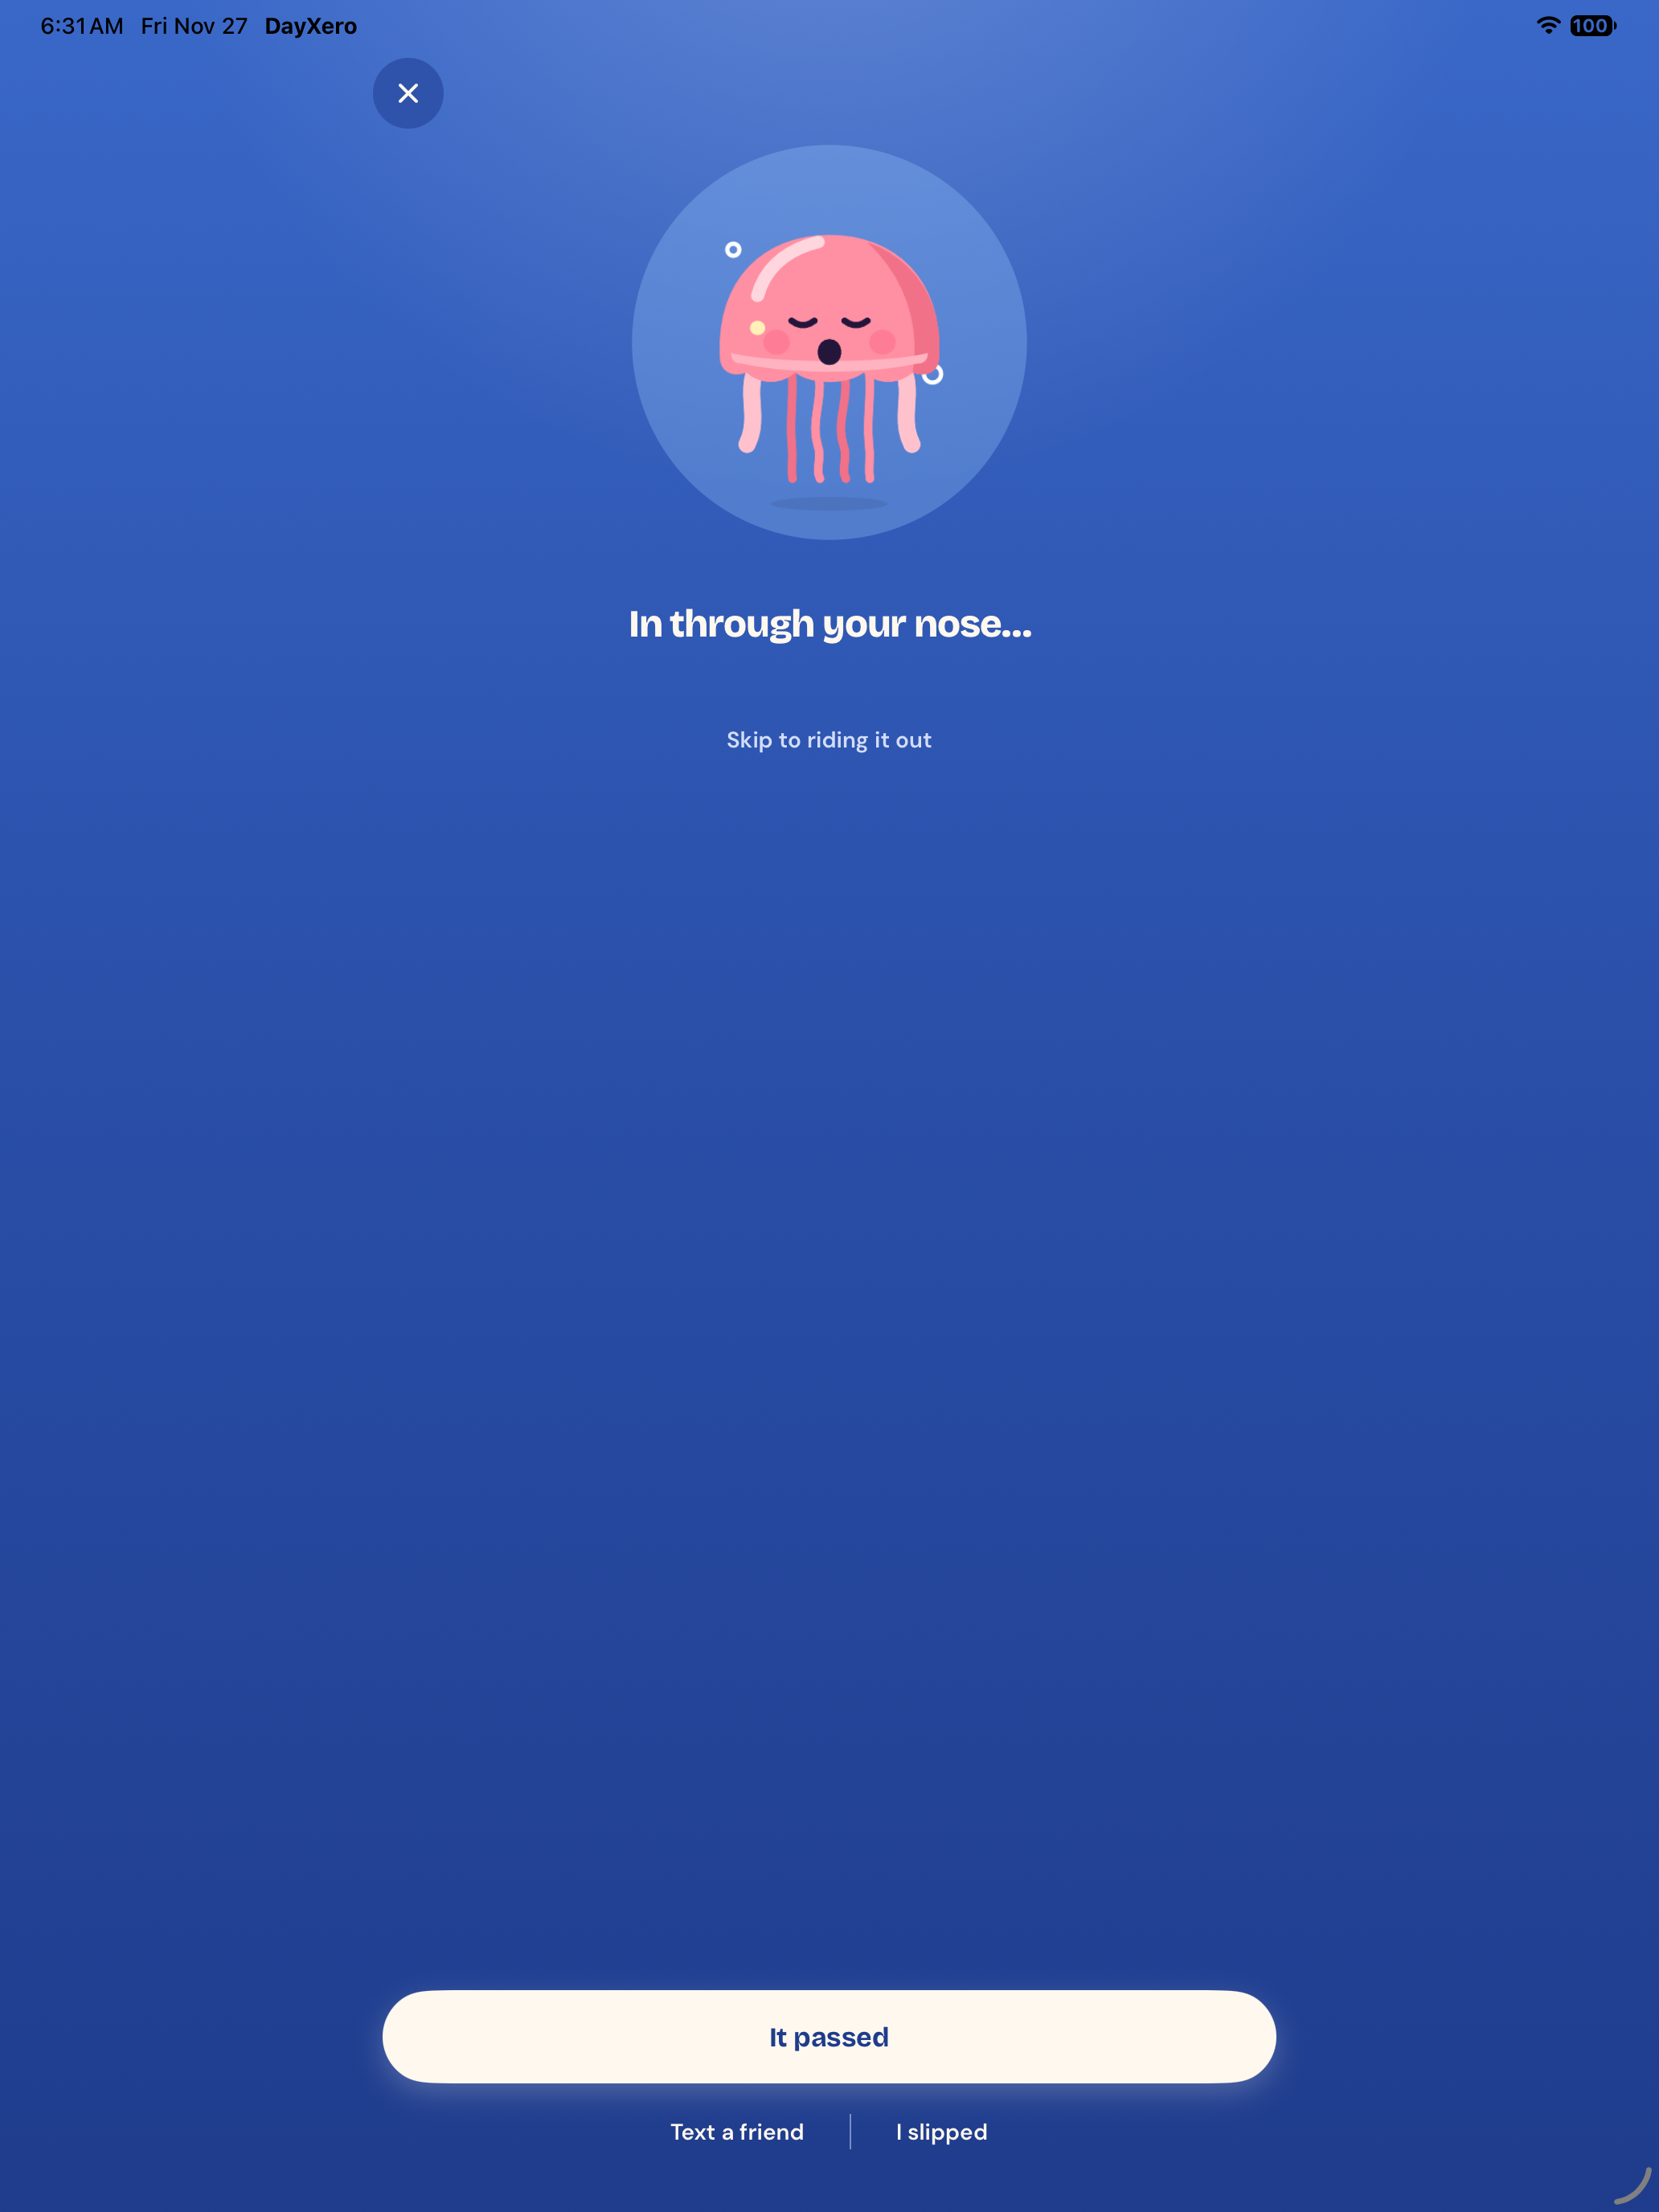 6:31 AM Fri Nov 27 DayXero
100
In through your nose...
Skip to riding it out
It passed
Text a friend
I slipped